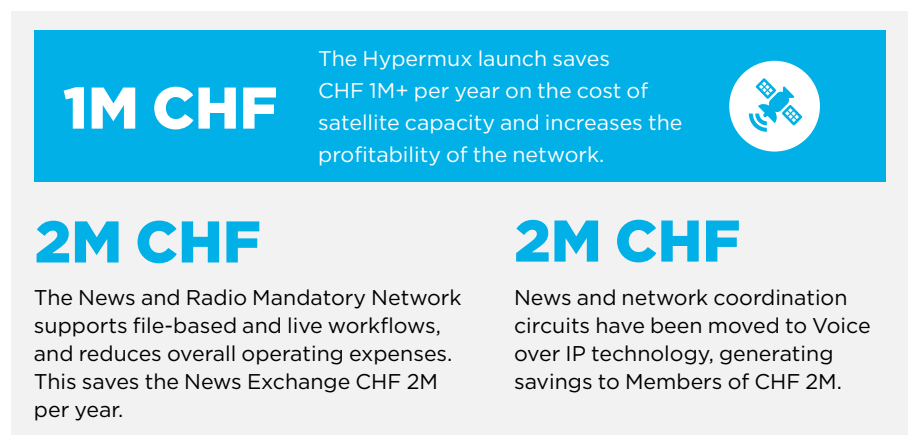 1M CHF
The Hypermux launch saves
CHF 1M+ per year on the cost of
satellite capacity and increases the
profitability of the network.
2M CHF
The News and Radio Mandatory Network
supports file-based and live workflows,
and reduces overall operating expenses.
This saves the News Exchange CHF 2M
per year.
2M CHF
News and network coordination
circuits have been moved to Voice
over IP technology, generating
savings to Members of CHF 2M.